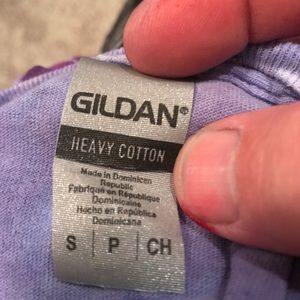 GILDAN®
HEAVY COTTON
Made in Dominican
Republic
Fabriqué en République
Dominicaine
Hecho en República
Dominicana
S P CH